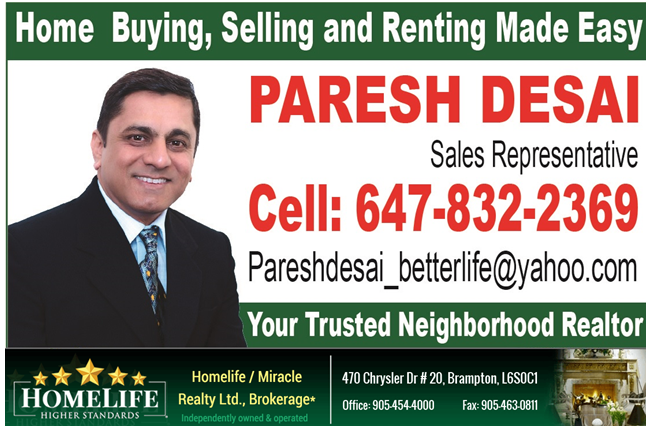 Home Buying, Selling and Renting Made Easy
PARESH DESAI
Sales Representative
Cell: 647-832-2369
Pareshdesai_betterlife@yahoo.com
Your Trusted Neighborhood Realtor
HOMELIFE
HIGHER STANDARDS
Homelife / Miracle
Realty Ltd., Brokerage*
Independently owned & operated
470 Chrysler Dr # 20, Brampton, L6S0C1
Office: 905-454-4000 Fax: 905-463-0811